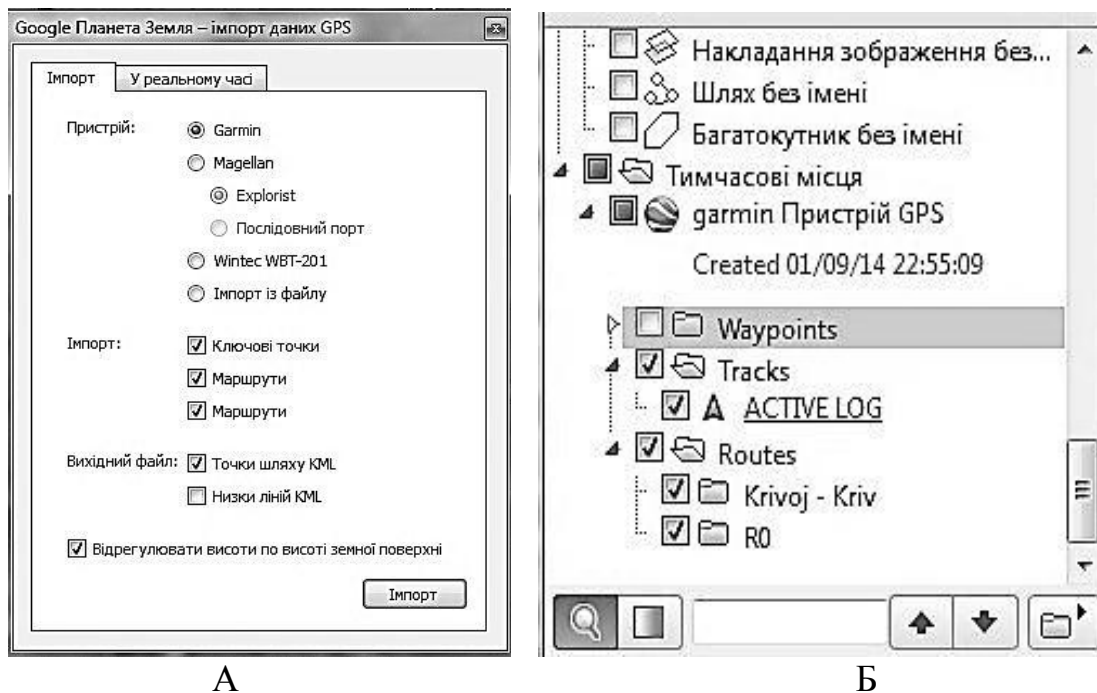 Google Планета Земля – імпорт даних GPS
Імпорт
У реальному часі
Пристрій:
Garmin
Magellan
Explorist
Послідовний порт
Wintec WBT-201
Імпорт із файлу
Імпорт:
Ключові точки
Маршрути
Маршрути
Вихідний файл:
Точки шляху KML
Низки ліній KML
Відрегулювати висоти по висоті земної поверхні
Імпорт
А
Накладання зображення без...
Шлях без імені
Багатокутник без імені
Тимчасові місця
garmin Пристрій GPS
Created 01/09/14 22:55:09
Waypoints
Tracks
ACTIVE LOG
Routes
Krivoj - Kriv
R0
Б